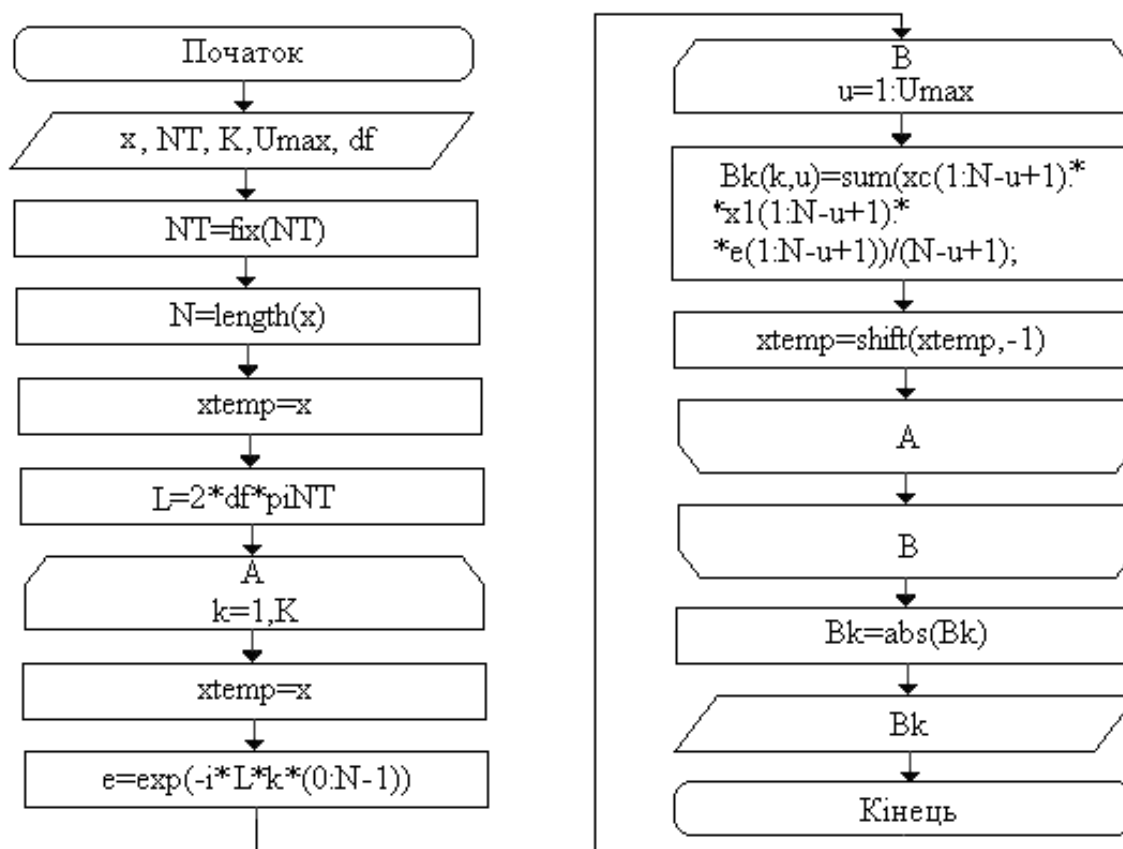 Початок
x, NT, K,Umax, df
NT=fix(NT)
N=length(x)
xtemp=x
L=2*df*piNT
A
k=1,K
xtemp=x
e=exp(-i*L*k*(0:N-1))
B
u=1:Umax
Bk(k,u)=sum(xc(1:N-u+1).*
*x1(1:N-u+1).*
*e(1:N-u+1))/(N-u+1);
xtemp=shift(xtemp,-1)
A
B
Bk=abs(Bk)
Bk
Кінець